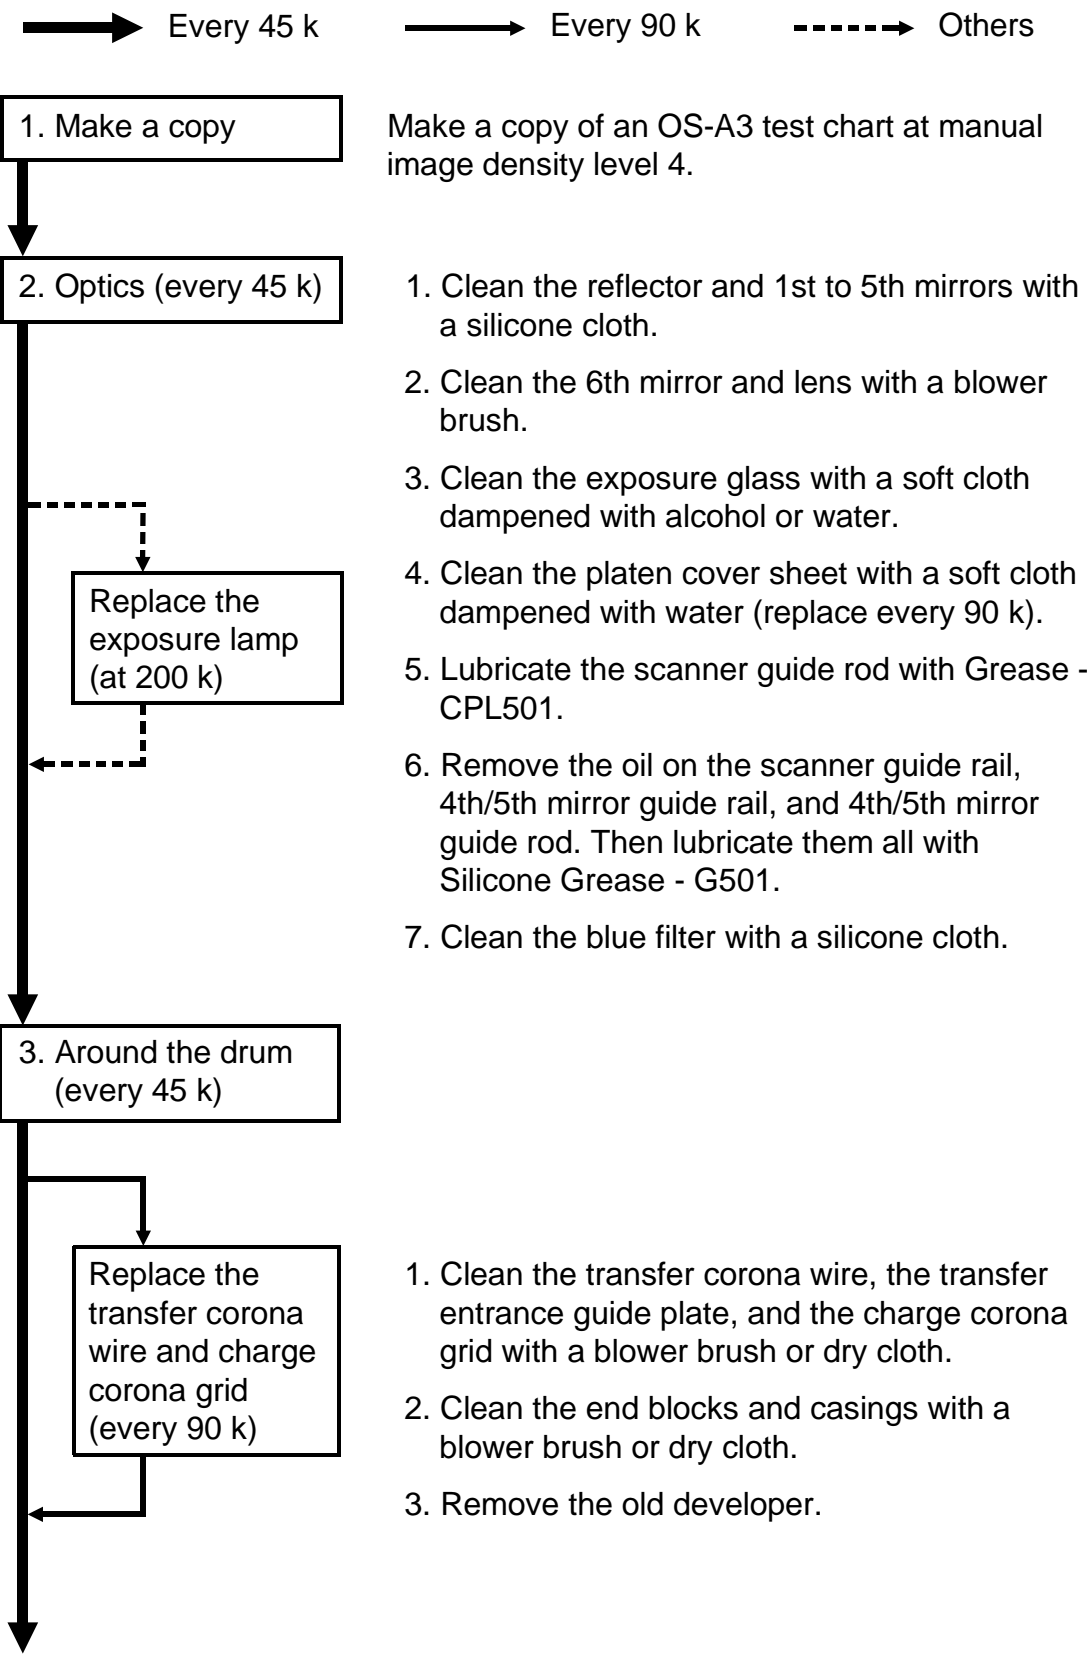 Every 45 k
Every 90 k
Others
1. Make a copy
Make a copy of an OS-A3 test chart at manual
image density level 4.
2. Optics (every 45 k)
1. Clean the reflector and 1st to 5th mirrors with
a silicone cloth.
2. Clean the 6th mirror and lens with a blower
brush.
3. Clean the exposure glass with a soft cloth
dampened with alcohol or water.
4. Clean the platen cover sheet with a soft cloth
dampened with water (replace every 90 k).
5. Lubricate the scanner guide rod with Grease -
CPL501.
6. Remove the oil on the scanner guide rail,
4th/5th mirror guide rail, and 4th/5th mirror
guide rod. Then lubricate them all with
Silicone Grease - G501.
7. Clean the blue filter with a silicone cloth.
Replace the
exposure lamp
(at 200 k)
3. Around the drum
(every 45 k)
Replace the
transfer corona
wire and charge
corona grid
(every 90 k)
1. Clean the transfer corona wire, the transfer
entrance guide plate, and the charge corona
grid with a blower brush or dry cloth.
2. Clean the end blocks and casings with a
blower brush or dry cloth.
3. Remove the old developer.